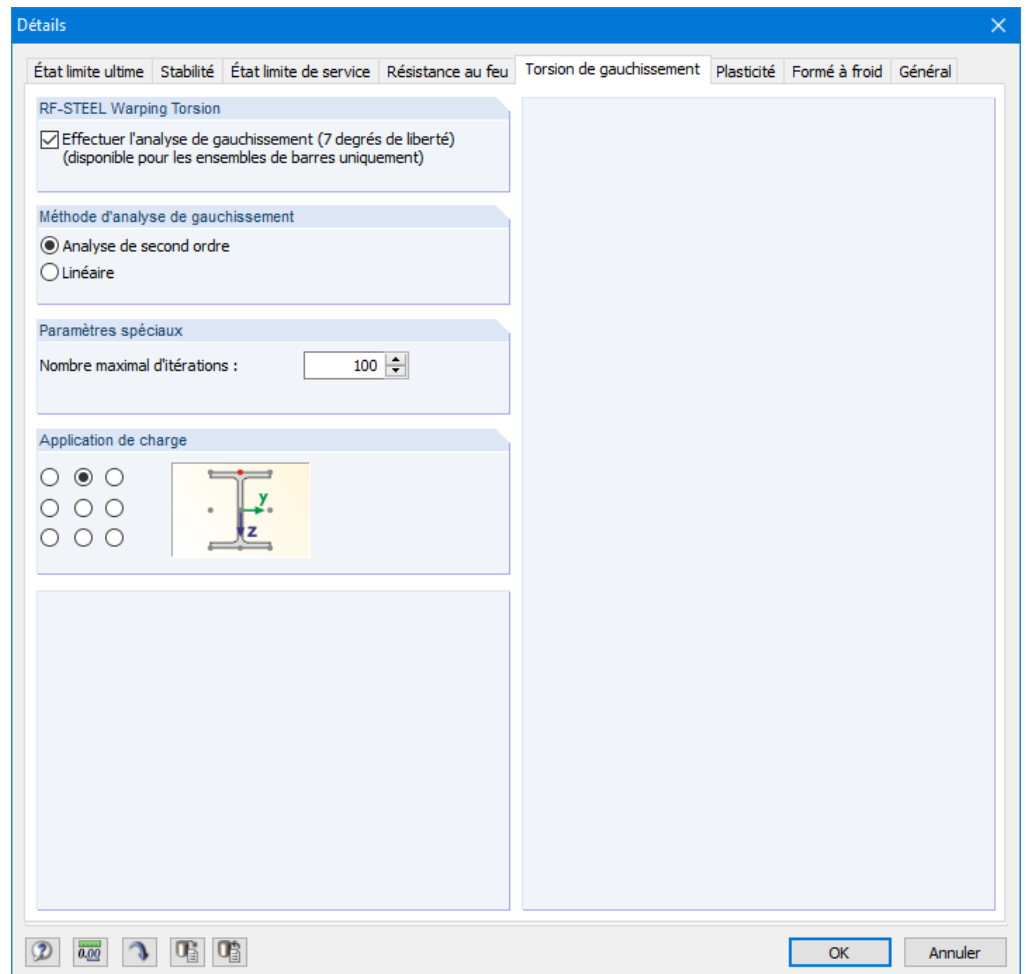 Détails
État limite ultime Stabilité État limite de service Résistance au feu Torsion de gauchissement Plasticité Formé à froid Général
RF-STEEL Warping Torsion
Effectuer l'analyse de gauchissement (7 degrés de liberté)
(disponible pour les ensembles de barres uniquement)
Méthode d'analyse de gauchissement
Analyse de second ordre
Linéaire
Paramètres spéciaux
Nombre maximal d'itérations : 100
Application de charge
y
z
0.00
OK Annuler